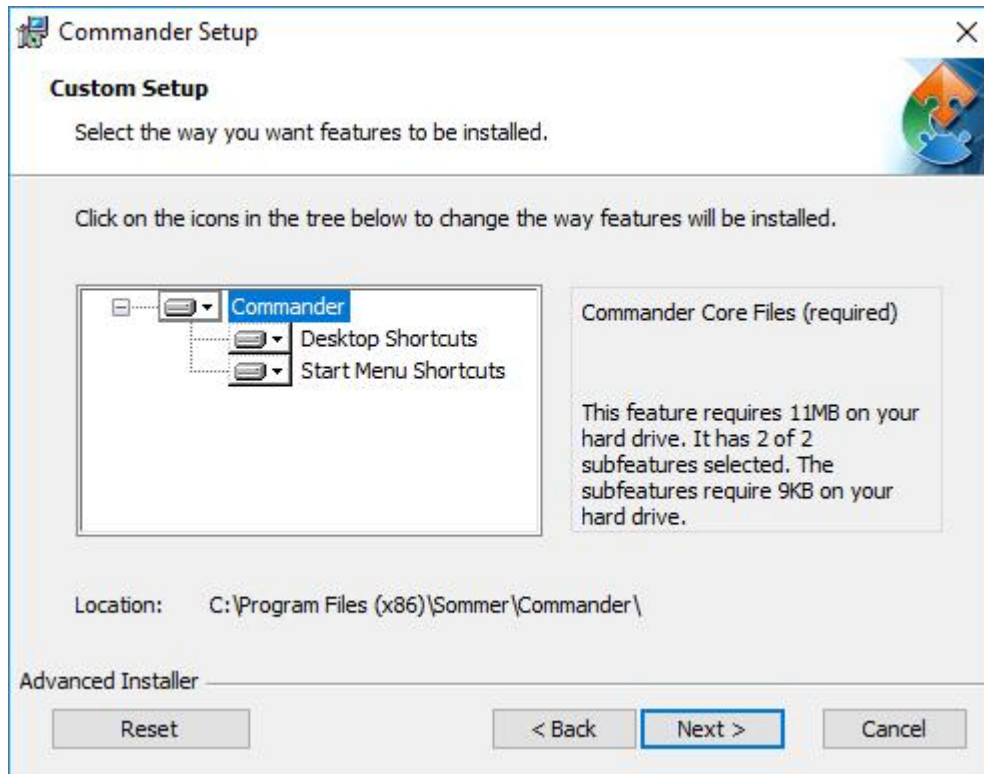 Commander Setup
Custom Setup
Select the way you want features to be installed.
Click on the icons in the tree below to change the way features will be installed.
Commander
Desktop Shortcuts
Start Menu Shortcuts
Commander Core Files (required)
This feature requires 11MB on your
hard drive. It has 2 of 2
subfeatures selected. The
subfeatures require 9KB on your
hard drive.
Location: C:\Program Files (x86)\Sommer\Commander\
Advanced Installer
Reset < Back Next > Cancel